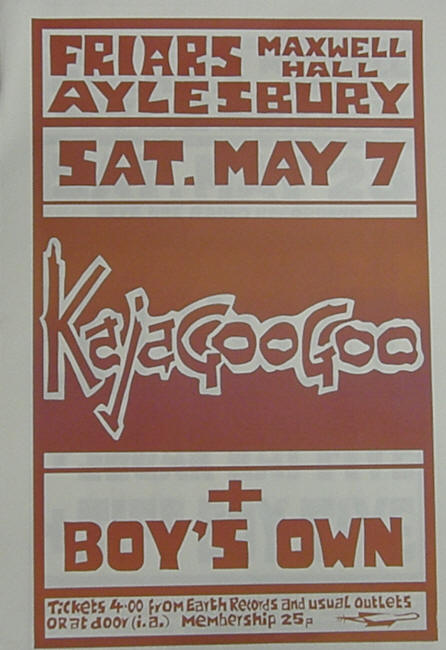 FRIARS MAXWELL HALL
AYLESBURY
SAT. MAY 7
KajaGooGoo
+
BOY'S OWN
Tickets 4.00 from Earth Records and usual outlets
OR at door (i.a.) Membership 25p